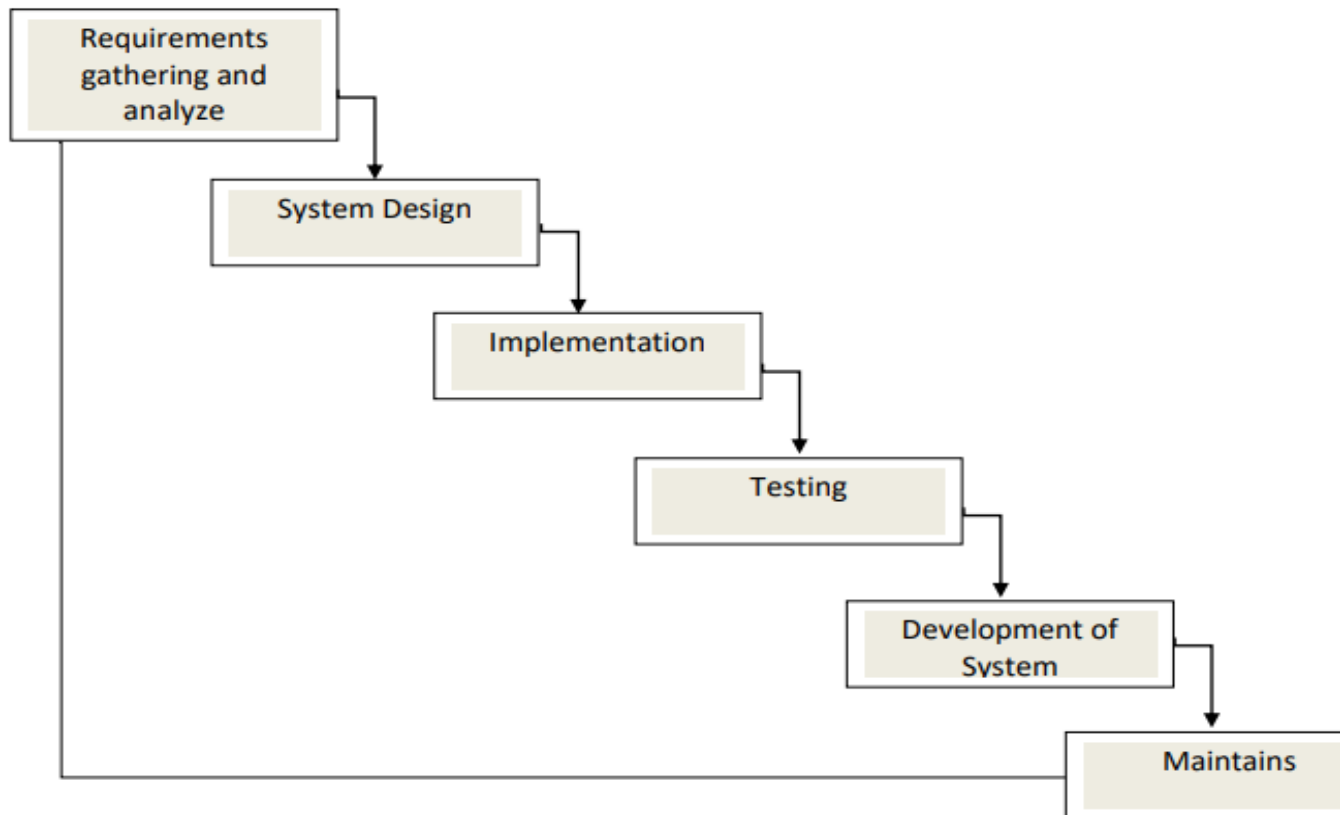 Requirements
gathering and
analyze
System Design
Implementation
Testing
Development of
System
Maintains